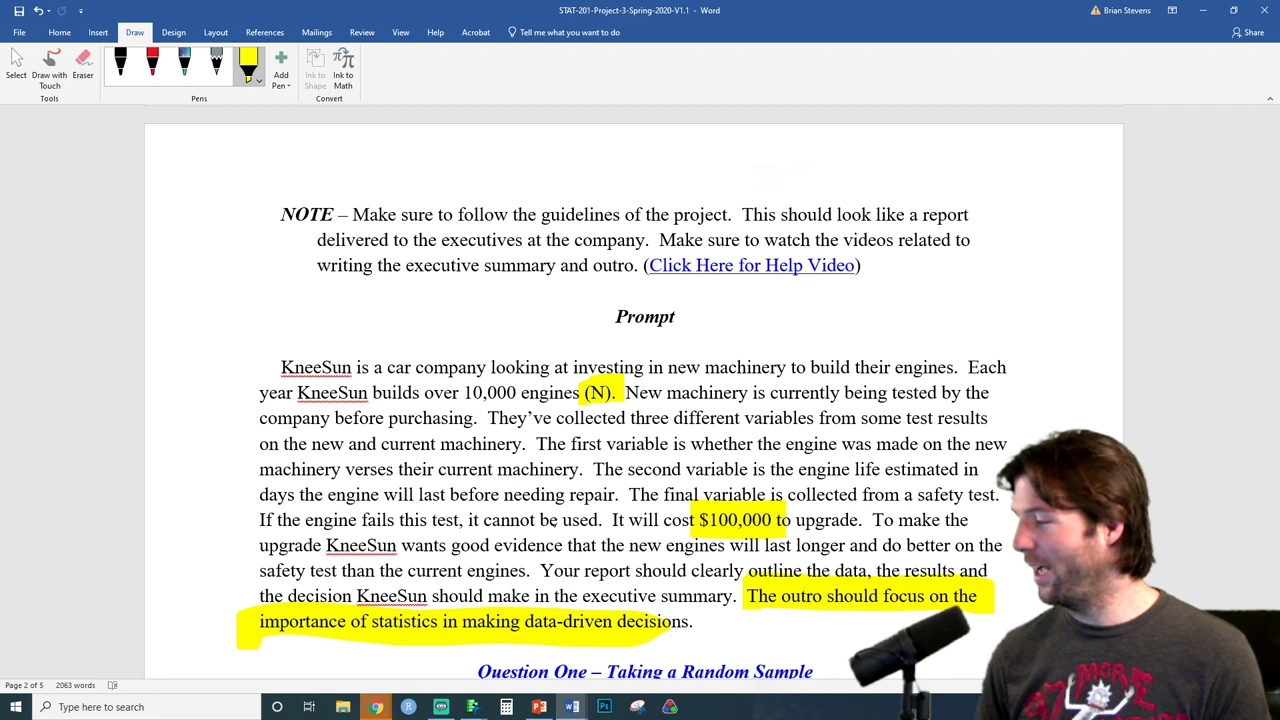 STAT-201-Project-3-Spring-2020-V1.1 - Word
Brian Stevens
File Home Insert Draw Design Layout References Mailings Review View Help Acrobat Tell me what you want to do Share
Select Draw with Touch Eraser Add Pen Ink to Shape Ink to Math
Tools Pens Convert
NOTE – Make sure to follow the guidelines of the project. This should look like a report
delivered to the executives at the company. Make sure to watch the videos related to
writing the executive summary and outro. (Click Here for Help Video)
Prompt
KneeSun is a car company looking at investing in new machinery to build their engines. Each
year KneeSun builds over 10,000 engines (N). New machinery is currently being tested by the
company before purchasing. They've collected three different variables from some test results
on the new and current machinery. The first variable is whether the engine was made on the new
machinery verses their current machinery. The second variable is the engine life estimated in
days the engine will last before needing repair. The final variable is collected from a safety test.
If the engine fails this test, it cannot be used. It will cost $100,000 to upgrade. To make the
upgrade KneeSun wants good evidence that the new engines will last longer and do better on the
safety test than the current engines. Your report should clearly outline the data, the results and
the decision KneeSun should make in the executive summary. The outro should focus on the
importance of statistics in making data-driven decisions.
Question One – Taking a Random Sample
Page 2 of 5 2063 words
Type here to search